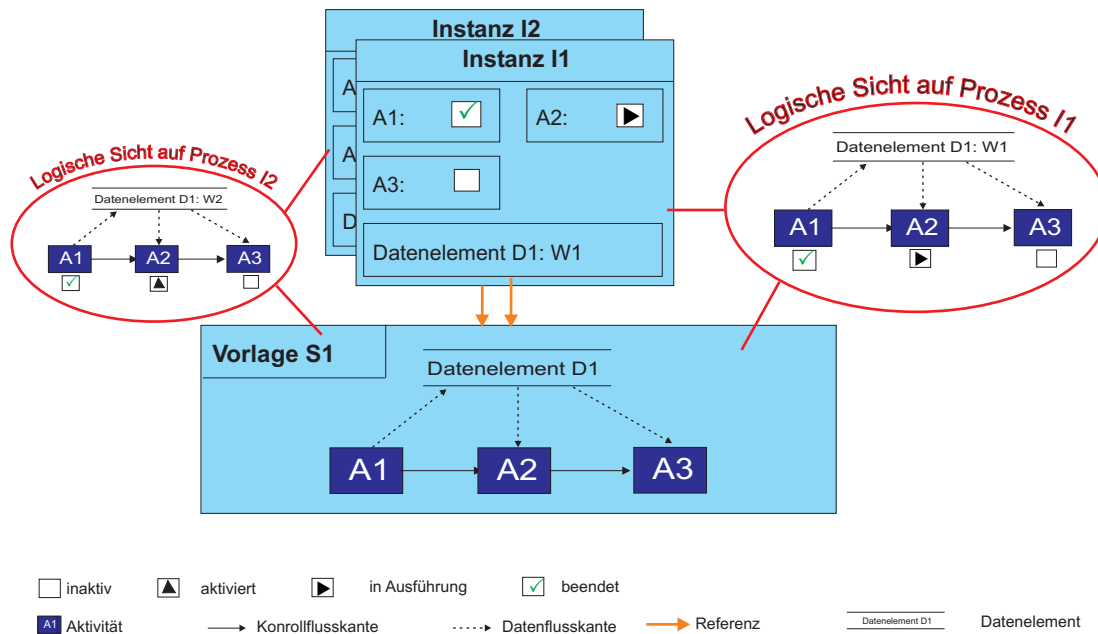 Instanz I2
Instanz I1
A
A
D
A1:
A2:
A3:
Datenelement D1: W1
Logische Sicht auf Prozess I2
Datenelement D1: W2
A1
A2
A3
Logische Sicht auf Prozess I1
Datenelement D1: W1
A1
A2
A3
Vorlage S1
Datenelement D1
A1
A2
A3
inaktiv
aktiviert
in Ausführung
beendet
A1 Aktivität
Konrollflusskante
Datenflusskante
Referenz
Datenelement D1
Datenelement